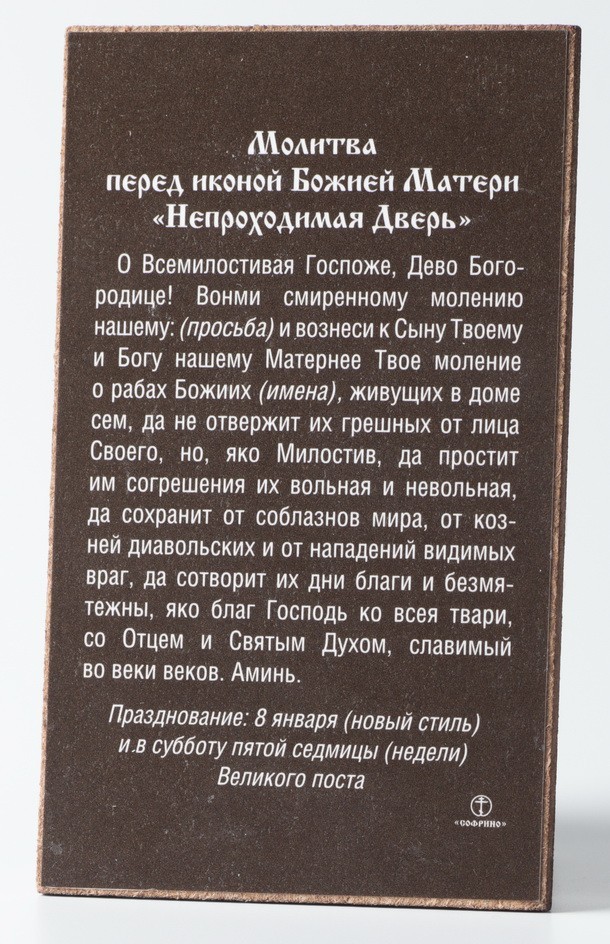 Молитва
перед иконой Божией Матери
«Непроходимая Дверь»
О Всемилостивая Госпоже, Дево Бого-
родице! Вонми смиренному молению
нашему: (просьба) и вознеси к Сыну Твоему
и Богу нашему Матернее Твое моление
о рабах Божиих (имена), живущих в доме
сем, да не отвержит их грешных от лица
Своего, но, яко Милостив, да простит
им согрешения их вольная и невольная,
да сохранит от соблазнов мира, от коз-
ней диавольских и от нападений видимых
враг, да сотворит их дни благи и безмя-
тежны, яко благ Господь ко всея твари,
со Отцем и Святым Духом, славимый
во веки веков. Аминь.
Празднование: 8 января (новый стиль)
и в субботу пятой седмицы (недели)
Великого поста
«СОФРИНО»